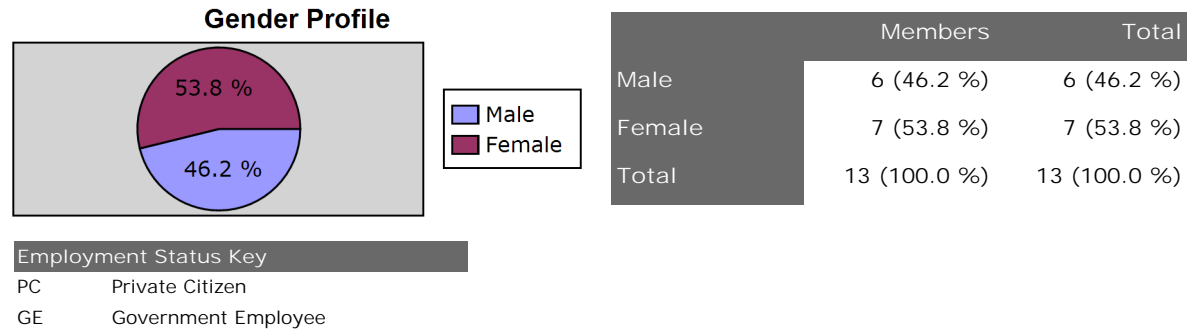 Gender Profile
53.8 %
46.2 %
Male
Female
Members Total
Male 6 (46.2 %) 6 (46.2 %)
Female 7 (53.8 %) 7 (53.8 %)
Total 13 (100.0 %) 13 (100.0 %)
Employment Status Key
PC Private Citizen
GE Government Employee